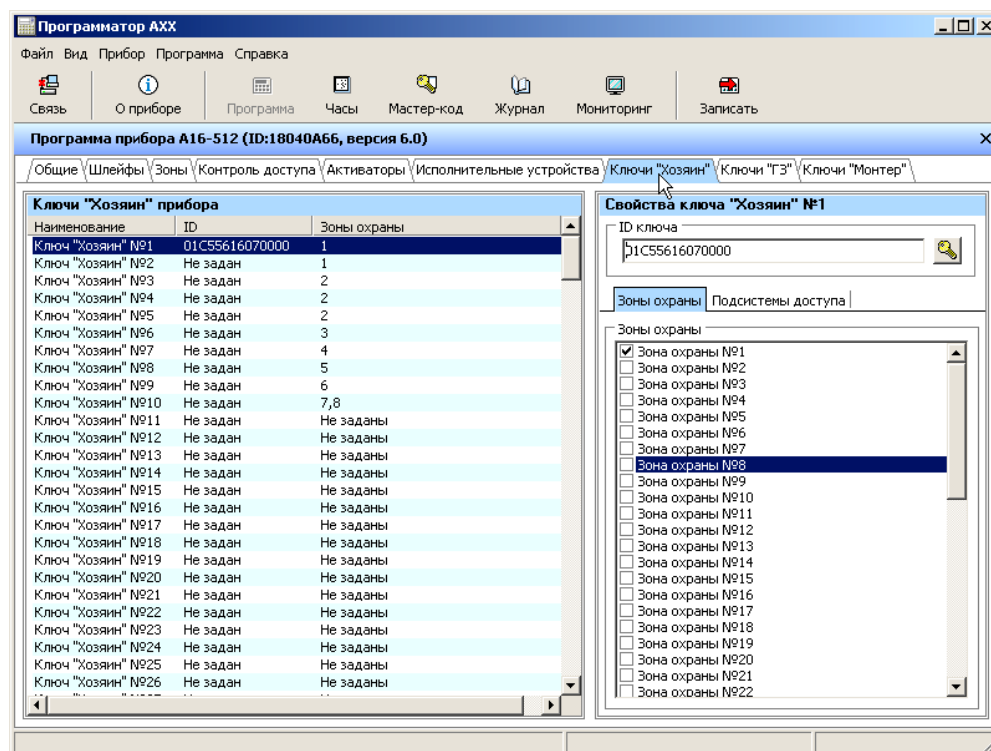 Программатор АХХ
Файл Вид Прибор Программа Справка
Связь О приборе Программа Часы Мастер-код Журнал Мониторинг Записать
Программа прибора А16-512 (ID:18040A66, версия 6.0)
Общие Шлейфы Зоны Контроль доступа Активаторы Исполнительные устройства Ключи "Хозяин" Ключи "ГЗ" Ключи "Монтер"
Ключи "Хозяин" прибора
Наименование ID Зоны охраны
Ключ "Хозяин" №1 01C55616070000 1
Ключ "Хозяин" №2 Не задан 1
Ключ "Хозяин" №3 Не задан 2
Ключ "Хозяин" №4 Не задан 2
Ключ "Хозяин" №5 Не задан 2
Ключ "Хозяин" №6 Не задан 3
Ключ "Хозяин" №7 Не задан 4
Ключ "Хозяин" №8 Не задан 5
Ключ "Хозяин" №9 Не задан 6
Ключ "Хозяин" №10 Не задан 7,8
Ключ "Хозяин" №11 Не задан Не заданы
Ключ "Хозяин" №12 Не задан Не заданы
Ключ "Хозяин" №13 Не задан Не заданы
Ключ "Хозяин" №14 Не задан Не заданы
Ключ "Хозяин" №15 Не задан Не заданы
Ключ "Хозяин" №16 Не задан Не заданы
Ключ "Хозяин" №17 Не задан Не заданы
Ключ "Хозяин" №18 Не задан Не заданы
Ключ "Хозяин" №19 Не задан Не заданы
Ключ "Хозяин" №20 Не задан Не заданы
Ключ "Хозяин" №21 Не задан Не заданы
Ключ "Хозяин" №22 Не задан Не заданы
Ключ "Хозяин" №23 Не задан Не заданы
Ключ "Хозяин" №24 Не задан Не заданы
Ключ "Хозяин" №25 Не задан Не заданы
Ключ "Хозяин" №26 Не задан Не заданы
Свойства ключа "Хозяин" №1
ID ключа
01C55616070000
Зоны охраны Подсистемы доступа
Зоны охраны
Зона охраны №1
Зона охраны №2
Зона охраны №3
Зона охраны №4
Зона охраны №5
Зона охраны №6
Зона охраны №7
Зона охраны №8
Зона охраны №9
Зона охраны №10
Зона охраны №11
Зона охраны №12
Зона охраны №13
Зона охраны №14
Зона охраны №15
Зона охраны №16
Зона охраны №17
Зона охраны №18
Зона охраны №19
Зона охраны №20
Зона охраны №21
Зона охраны №22